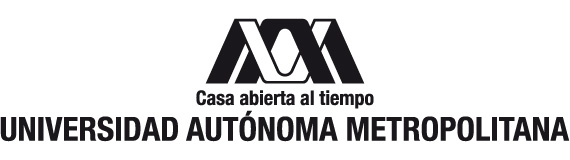 Casa abierta al tiempo
UNIVERSIDAD AUTÓNOMA METROPOLITANA